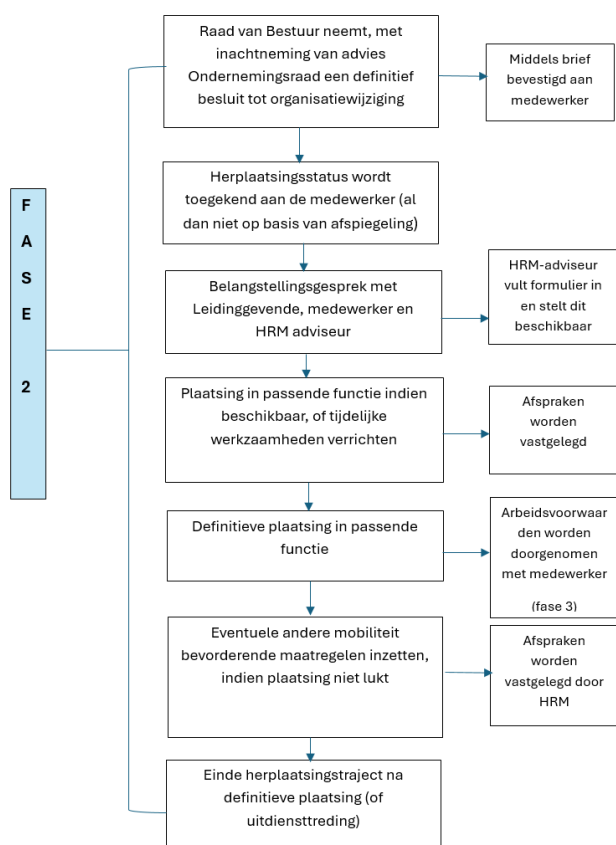 Raad van Bestuur neemt, met
inachtneming van advies
Ondernemingsraad een definitief
besluit tot organisatiewijziging
Middels brief
bevestigd aan
medewerker
Herplaatsingsstatus wordt
toegekend aan de medewerker (al
dan niet op basis van afspiegeling)
F
A
S
E
2
Belangstellingsgesprek met
Leidinggevende, medewerker en
HRM adviseur
HRM-adviseur
vult formulier in
en stelt dit
beschikbaar
Plaatsing in passende functie indien
beschikbaar, of tijdelijke
werkzaamheden verrichten
Afspraken
worden
vastgelegd
Definitieve plaatsing in passende
functie
Arbeidsvoorwaar
den worden
doorgenomen
met medewerker
(fase 3)
Eventuele andere mobiliteit
bevorderende maatregelen inzetten,
indien plaatsing niet lukt
Afspraken
worden
vastgelegd door
HRM
Einde herplaatsingstraject na
definitieve plaatsing (of
uitdiensttreding)